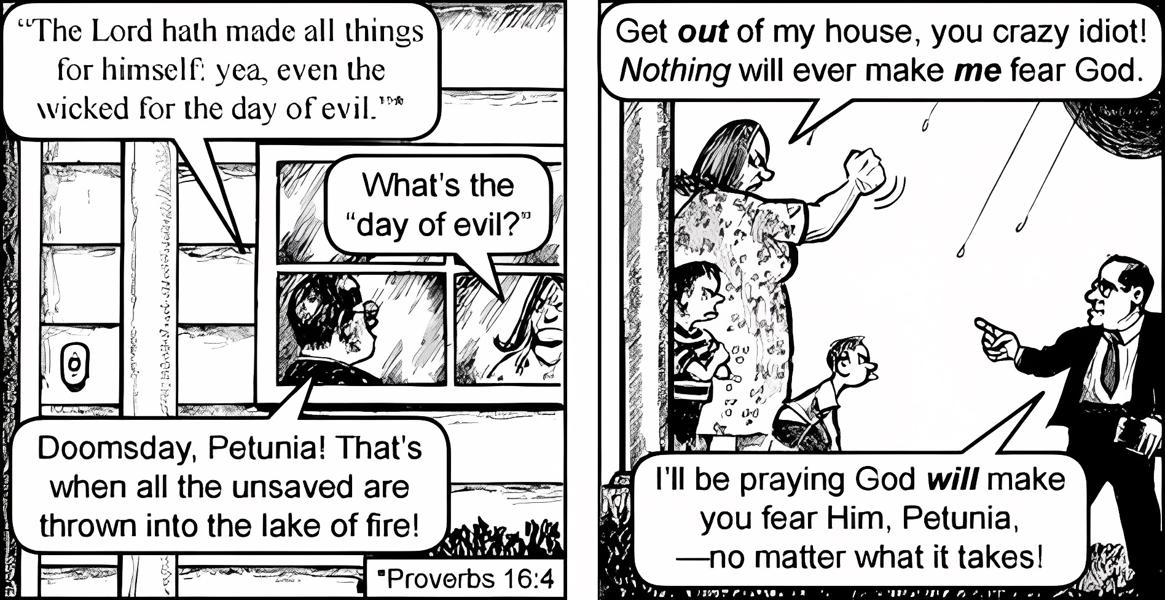 “The Lord hath made all things
for himself: yea, even the
wicked for the day of evil.”*
What's the
“day of evil?”
Doomsday, Petunia! That's
when all the unsaved are
thrown into the lake of fire!
*Proverbs 16:4
Get out of my house, you crazy idiot!
Nothing will ever make me fear God.
I'll be praying God will make
you fear Him, Petunia,
—no matter what it takes!